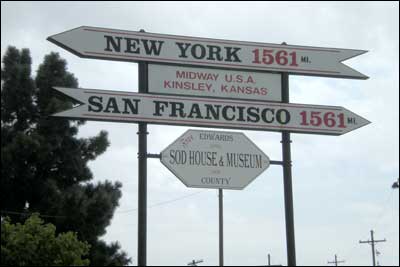 NEW YORK 1561 MI.
MIDWAY U.S.A.
KINSLEY, KANSAS
SAN FRANCISCO 1561 MI.
EDWARDS
SOD HOUSE & MUSEUM
COUNTY